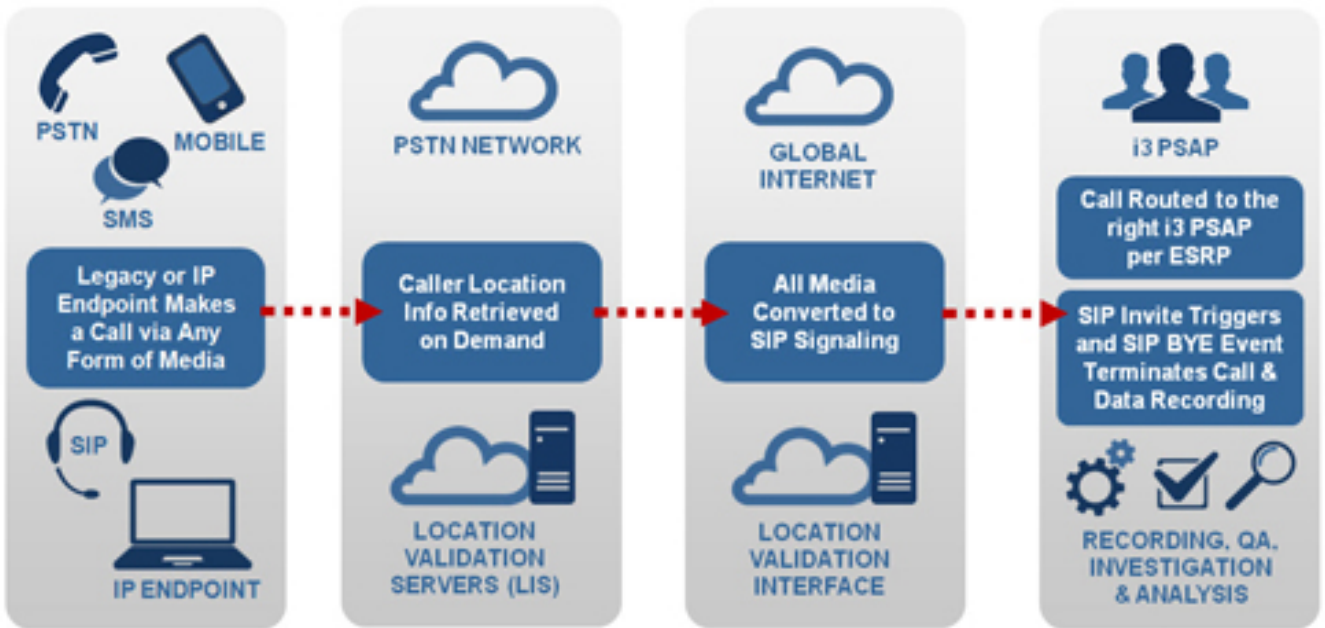 PSTN
MOBILE
SMS
Legacy or IP
Endpoint Makes
a Call via Any
Form of Media
SIP
IP ENDPOINT
PSTN NETWORK
Caller Location
Info Retrieved
on Demand
LOCATION
VALIDATION
SERVERS (LIS)
GLOBAL
INTERNET
All Media
Converted to
SIP Signaling
LOCATION
VALIDATION
INTERFACE
i3 PSAP
Call Routed to the
right i3 PSAP
per ESRP
SIP Invite Triggers
and SIP BYE Event
Terminates Call &
Data Recording
RECORDING, QA,
INVESTIGATION
& ANALYSIS